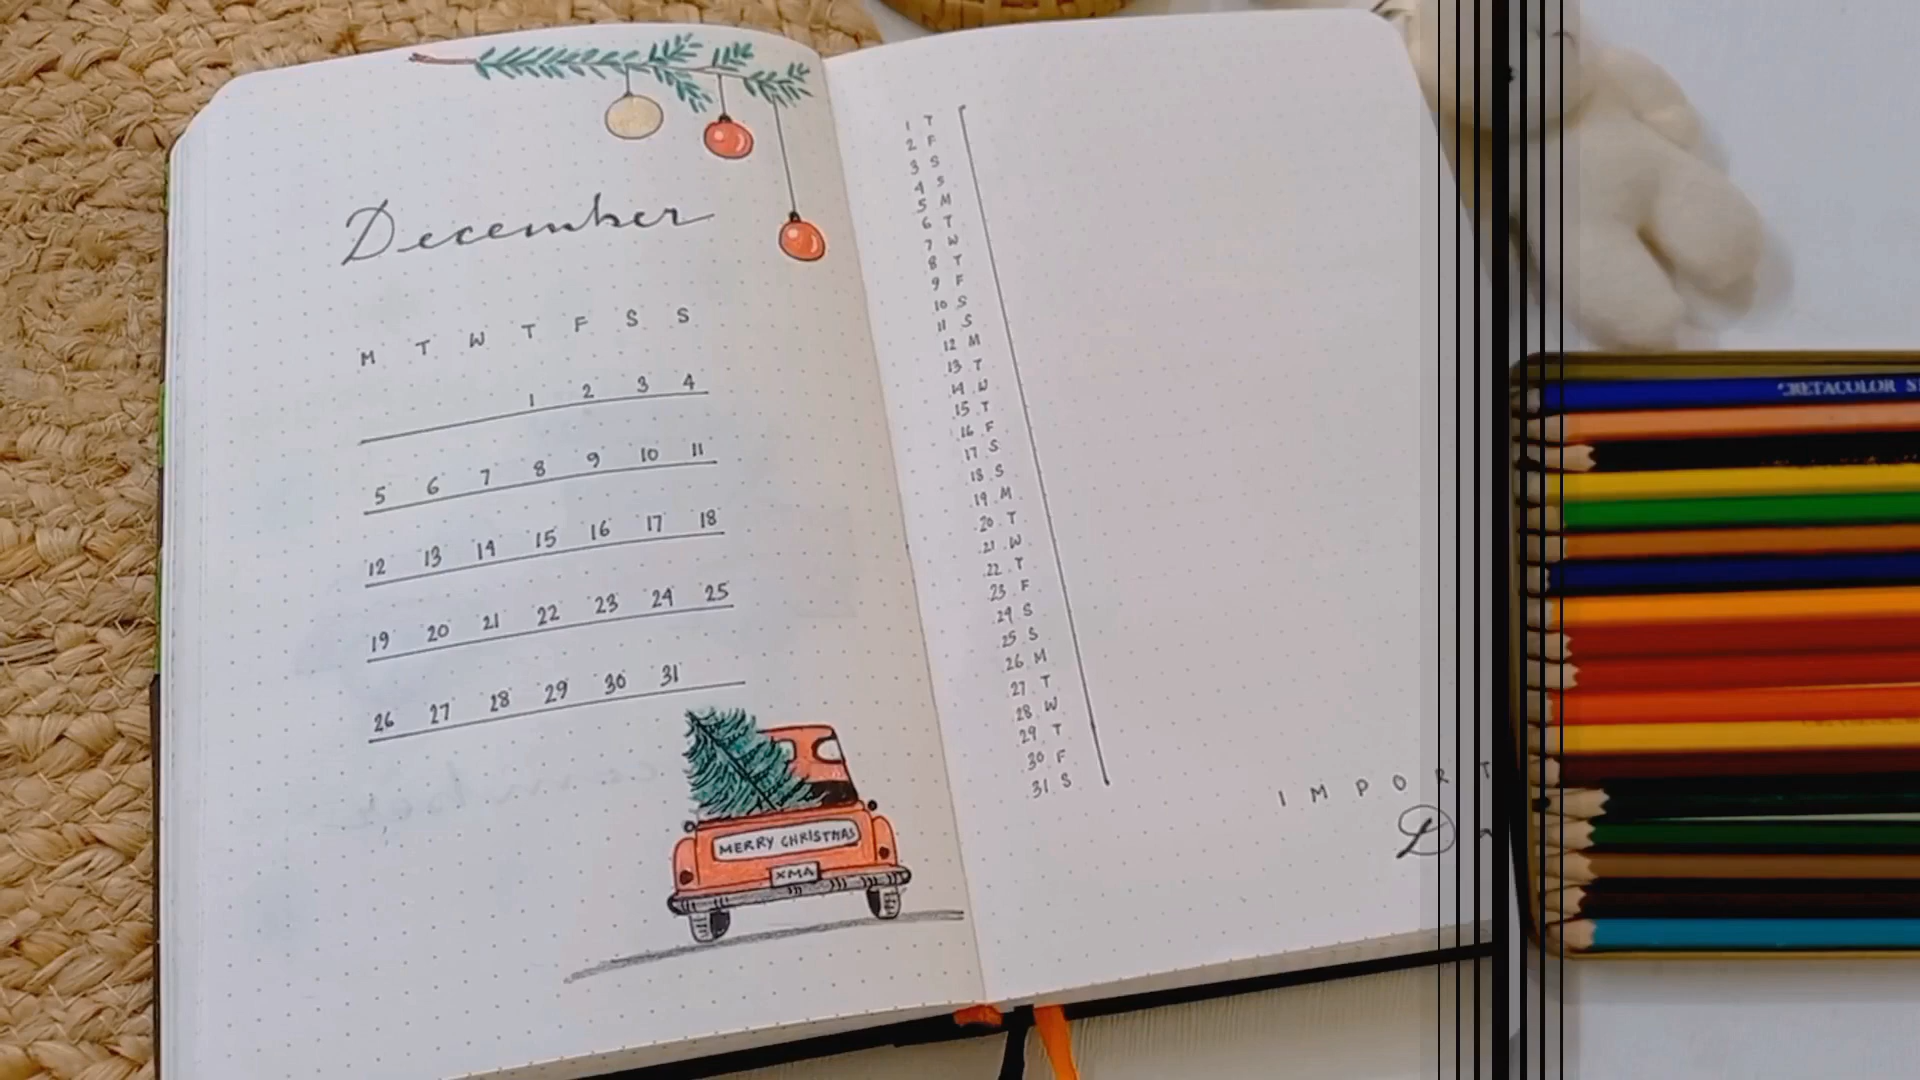 December
M T W T F S S
1 2 3 4
5 6 7 8 9 10 11
12 13 14 15 16 17 18
19 20 21 22 23 24 25
26 27 28 29 30 31
MERRY CHRISTMAS
XMA
1 T
2 F
3 S
4 S
5 M
6 T
7 W
8 T
9 F
10 S
11 S
12 M
13 T
14 W
15 T
16 F
17 S
18 S
19 M
20 T
21 W
22 T
23 F
24 S
25 S
26 M
27 T
28 W
29 T
30 F
31 S
IMPORT
CRETACOLOR